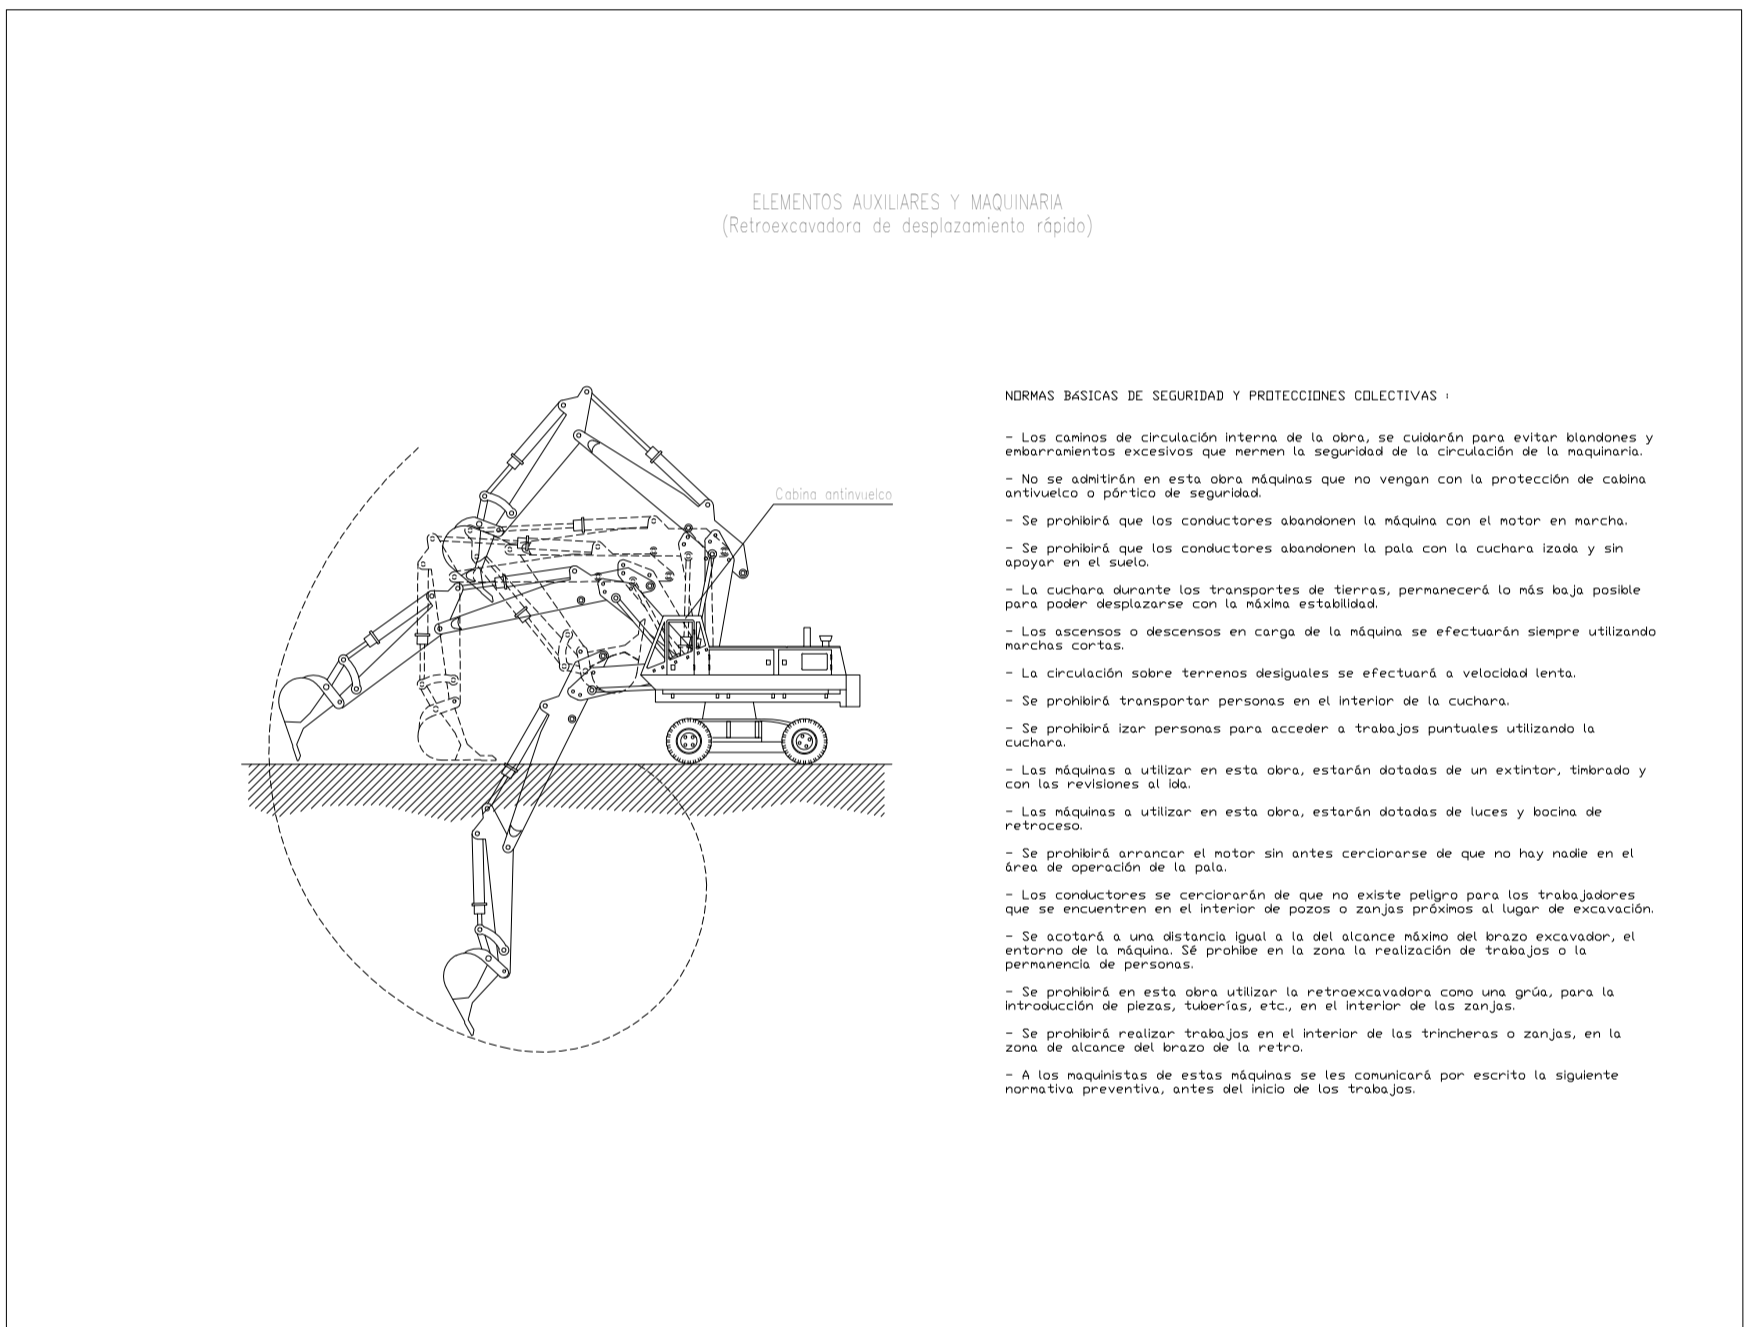 ELEMENTOS AUXILIARES Y MAQUINARIA
(Retroexcavadora de desplazamiento rápido)
Cabina antinvuelco
NORMAS BÁSICAS DE SEGURIDAD Y PROTECCIONES COLECTIVAS :
- Los caminos de circulación interna de la obra, se cuidarán para evitar blandones y
embarramientos excesivos que mermen la seguridad de la circulación de la maquinaria.
- No se admitirán en esta obra máquinas que no vengan con la protección de cabina
antivuelco o pórtico de seguridad.
- Se prohibirá que los conductores abandonen la máquina con el motor en marcha.
- Se prohibirá que los conductores abandonen la pala con la cuchara izada y sin
apoyar en el suelo.
- La cuchara durante los transportes de tierras, permanecerá lo más baja posible
para poder desplazarse con la máxima estabilidad.
- Los ascensos o descensos en carga de la máquina se efectuarán siempre utilizando
marchas cortas.
- La circulación sobre terrenos desiguales se efectuará a velocidad lenta.
- Se prohibirá transportar personas en el interior de la cuchara.
- Se prohibirá izar personas para acceder a trabajos puntuales utilizando la
cuchara.
- Las máquinas a utilizar en esta obra, estarán dotadas de un extintor, timbrado y
con las revisiones al ida.
- Las máquinas a utilizar en esta obra, estarán dotadas de luces y bocina de
retroceso.
- Se prohibirá arrancar el motor sin antes cerciorarse de que no hay nadie en el
área de operación de la pala.
- Los conductores se cerciorarán de que no existe peligro para los trabajadores
que se encuentren en el interior de pozos o zanjas próximos al lugar de excavación.
- Se acotará a una distancia igual a la del alcance máximo del brazo excavador, el
entorno de la máquina. Sé prohibe en la zona la realización de trabajos o la
permanencia de personas.
- Se prohibirá en esta obra utilizar la retroexcavadora como una grúa, para la
introducción de piezas, tuberías, etc., en el interior de las zanjas.
- Se prohibirá realizar trabajos en el interior de las trincheras o zanjas, en la
zona de alcance del brazo de la retro.
- A los maquinistas de estas máquinas se les comunicará por escrito la siguiente
normativa preventiva, antes del inicio de los trabajos.